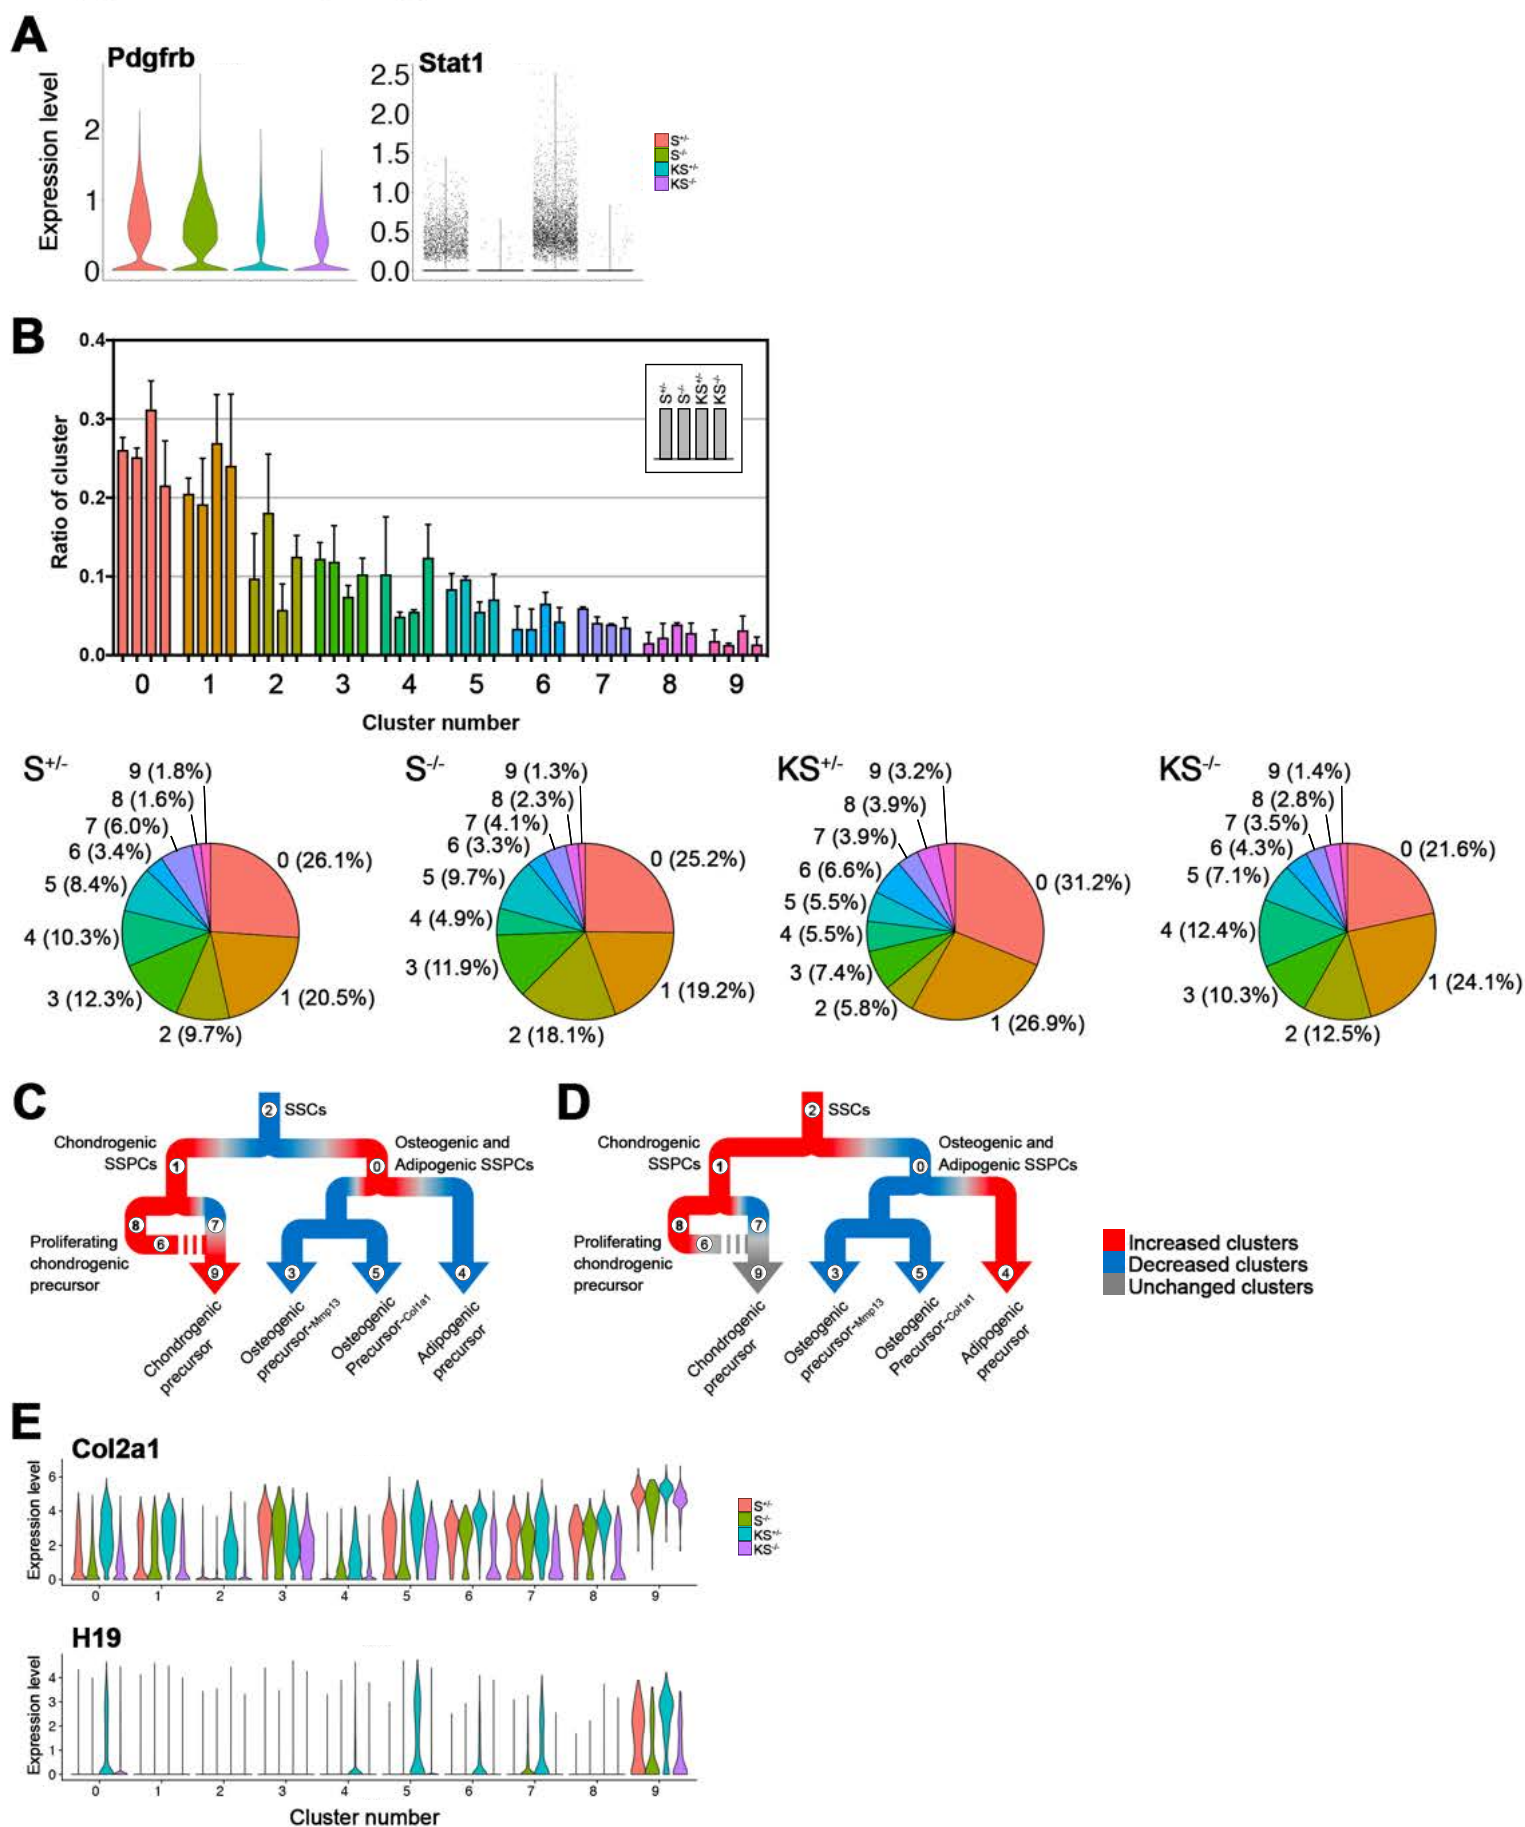 A
Pdgfrb
Stat1
Expression level
2
1
0
2.5
2.0
1.5
1.0
0.5
0.0
S+/-
S-/-
KS+/-
KS-/-
B
Ratio of cluster
0.4
0.3
0.2
0.1
0.0
S+/-
S-/-
KS+/-
KS-/-
0 1 2 3 4 5 6 7 8 9
Cluster number
S+/-
9 (1.8%)
8 (1.6%)
7 (6.0%)
6 (3.4%)
5 (8.4%)
4 (10.3%)
3 (12.3%)
2 (9.7%)
1 (20.5%)
0 (26.1%)
S-/-
9 (1.3%)
8 (2.3%)
7 (4.1%)
6 (3.3%)
5 (9.7%)
4 (4.9%)
3 (11.9%)
2 (18.1%)
1 (19.2%)
0 (25.2%)
KS+/-
9 (3.2%)
8 (3.9%)
7 (3.9%)
6 (6.6%)
5 (5.5%)
4 (5.5%)
3 (7.4%)
2 (5.8%)
1 (26.9%)
0 (31.2%)
KS-/-
9 (1.4%)
8 (2.8%)
7 (3.5%)
6 (4.3%)
5 (7.1%)
4 (12.4%)
3 (10.3%)
2 (12.5%)
1 (24.1%)
0 (21.6%)
C
2 SSCs
Chondrogenic
SSPCs
1
0
Osteogenic and
Adipogenic SSPCs
8
7
6
Proliferating
chondrogenic
precursor
9
3
5
4
Chondrogenic
precursor
Osteogenic
precursor-Mmp13
Osteogenic
Precursor-Col1a1
Adipogenic
precursor
D
2 SSCs
Chondrogenic
SSPCs
1
0
Osteogenic and
Adipogenic SSPCs
8
7
6
Proliferating
chondrogenic
precursor
9
3
5
4
Chondrogenic
precursor
Osteogenic
precursor-Mmp13
Osteogenic
Precursor-Col1a1
Adipogenic
precursor
Increased clusters
Decreased clusters
Unchanged clusters
E
Col2a1
Expression level
6
4
2
0
0 1 2 3 4 5 6 7 8 9
S+/-
S-/-
KS+/-
KS-/-
H19
Expression level
4
3
2
1
0
0 1 2 3 4 5 6 7 8 9
Cluster number